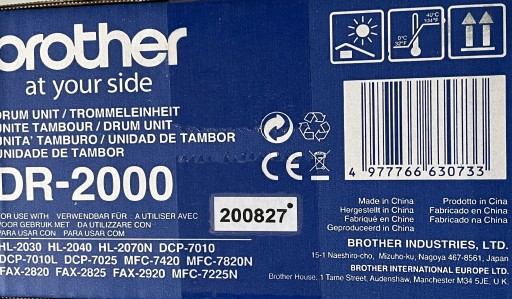 brother
at your side
40°C
104°F
0°C
32°F
DRUM UNIT / TROMMELEINHEIT
UNITE TAMBOUR / DRUM UNIT
UNITA' TAMBURO / UNIDAD DE TAMBOR
UNIDADE DE TAMBOR
DR-2000
CE
4 977766 630733
200827
FOR USE WITH VERWENDBAR FÜR : A UTILISER AVEC
VOOR GEBRUIK MET DA UTILIZZARE CON
PARA USAR CON PARA USAR COM
HL-2030 HL-2040 HL-2070N DCP-7010
DCP-7010L DCP-7025 MFC-7420 MFC-7820N
FAX-2820 FAX-2825 FAX-2920 MFC-7225N
Made in China Prodotto in Cina
Hergestellt in China Fabricado en China
Fabriqué en Chine Fabricado na China
Geproduceerd in China
BROTHER INDUSTRIES, LTD.
15-1 Naeshiro-cho, Mizuho-ku, Nagoya 467-8561, Japan
BROTHER INTERNATIONAL EUROPE LTD.
Brother House, 1 Tame Street, Audenshaw, Manchester M34 5JE, U.K.